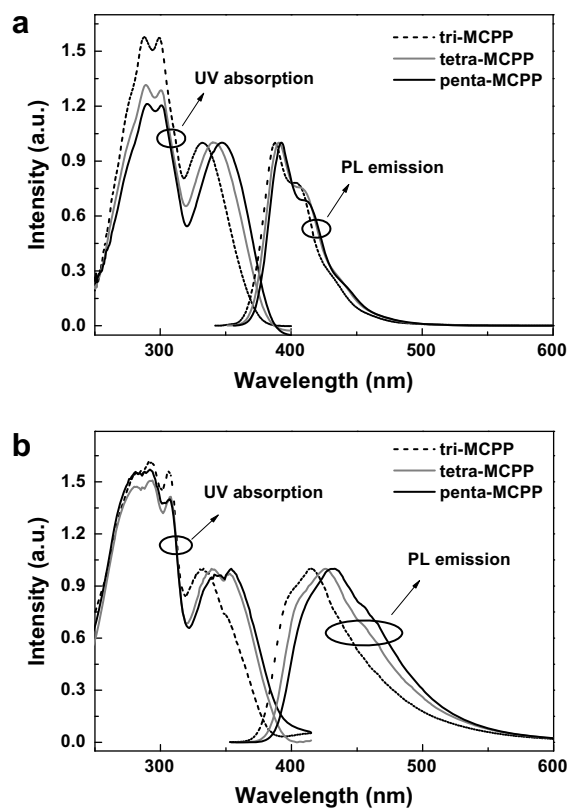 a
tri-MCPP
tetra-MCPP
penta-MCPP
UV absorption
PL emission
Intensity (a.u.)
1.5
1.2
0.9
0.6
0.3
0.0
300 400 500 600
Wavelength (nm)
b
tri-MCPP
tetra-MCPP
penta-MCPP
UV absorption
PL emission
Intensity (a.u.)
1.5
1.2
0.9
0.6
0.3
0.0
300 400 500 600
Wavelength (nm)